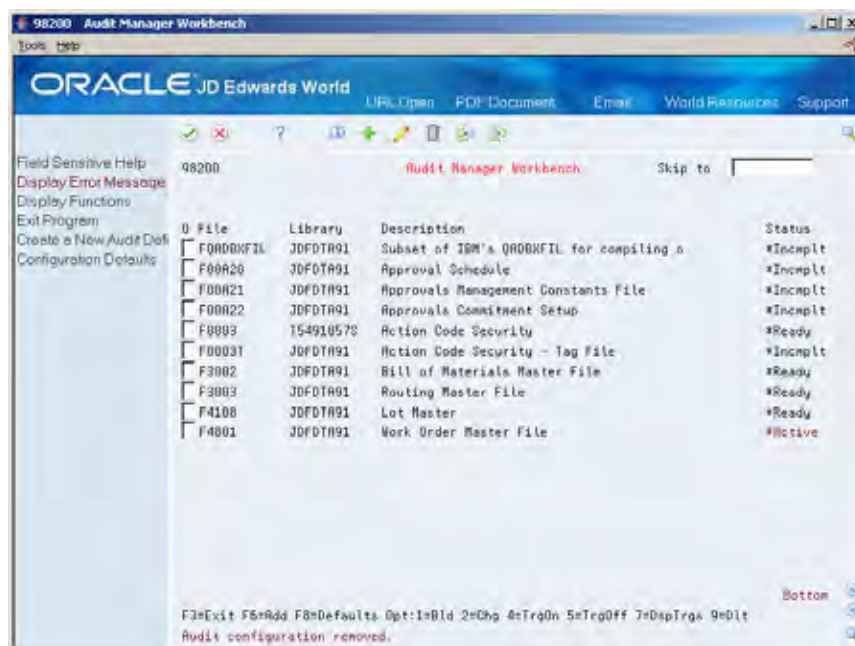 98200 Audit Manager Workbench
Tools Help
ORACLE JD Edwards World
URL Open PDF Document Email World Resources Support
Field Sensitive Help
Display Error Message
Display Functions
Exit Program
Create a New Audit Defi
Configuration Defaults
98200 Audit Manager Workbench Skip to
O File Library Description Status
FQADBXFIL JDFDTA91 Subset of IBM's QADBXFIL for compiling o *Incmplt
F00A20 JDFDTA91 Approval Schedule *Incmplt
F00A21 JDFDTA91 Approvals Management Constants File *Incmplt
F00A22 JDFDTA91 Approvals Commitment Setup *Incmplt
F0003 T5491057S Action Code Security *Ready
F0003T JDFDTA91 Action Code Security - Tag File *Incmplt
F3002 JDFDTA91 Bill of Materials Master File *Ready
F3003 JDFDTA91 Routing Master File *Ready
F4108 JDFDTA91 Lot Master *Ready
F4801 JDFDTA91 Work Order Master File *Active
Bottom
F3=Exit F6=Add F8=Defaults Opt:1=Bld 2=Chg 4=TrgOn 5=TrgOff 7=DspTrgs 9=Dlt
Audit configuration removed.